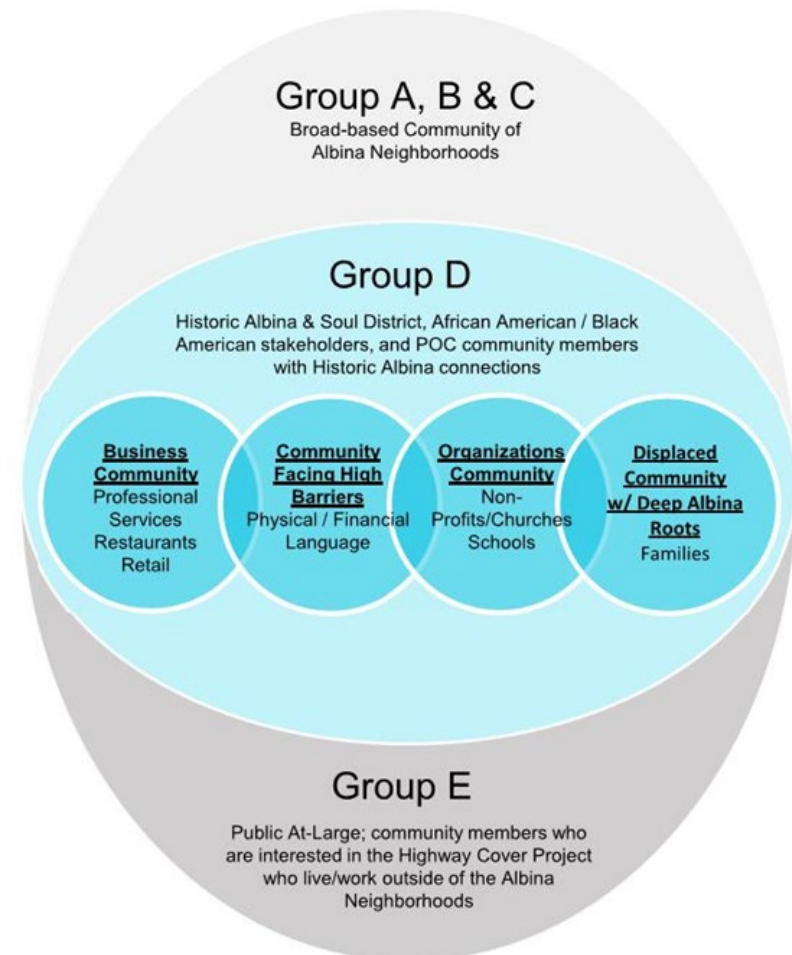 Group A, B & C
Broad-based Community of
Albina Neighborhoods
Group D
Historic Albina & Soul District, African American / Black
American stakeholders, and POC community members
with Historic Albina connections
Business
Community
Professional
Services
Restaurants
Retail
Community
Facing High
Barriers
Physical / Financial
Language
Organizations
Community
Non-
Profits/Churches
Schools
Displaced
Community
w/ Deep Albina
Roots
Families
Group E
Public At-Large; community members who
are interested in the Highway Cover Project
who live/work outside of the Albina
Neighborhoods